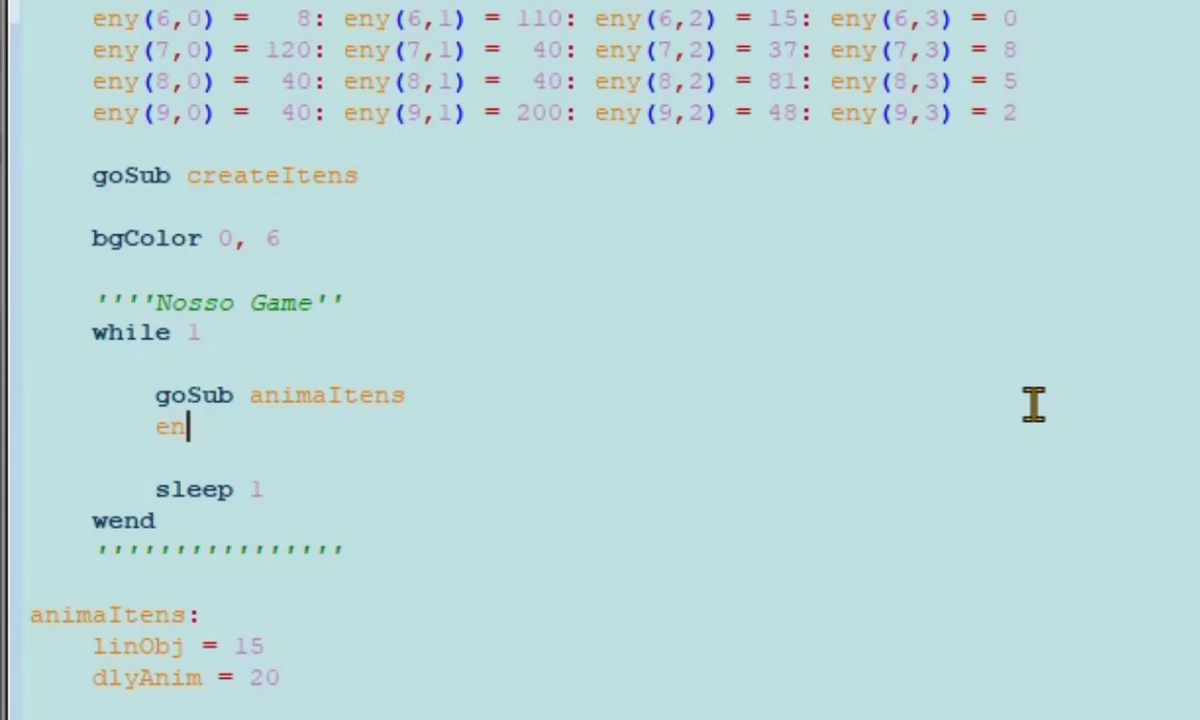 eny(6,0) =   8: eny(6,1) = 110: eny(6,2) = 15: eny(6,3) = 0
eny(7,0) = 120: eny(7,1) =  40: eny(7,2) = 37: eny(7,3) = 8
eny(8,0) =  40: eny(8,1) =  40: eny(8,2) = 81: eny(8,3) = 5
eny(9,0) =  40: eny(9,1) = 200: eny(9,2) = 48: eny(9,3) = 2
goSub createItens
bgColor 0, 6
''''Nosso Game''
while 1
goSub animaItens
en
sleep 1
wend
''''''''''''''''
animaItens:
linObj = 15
dlyAnim = 20